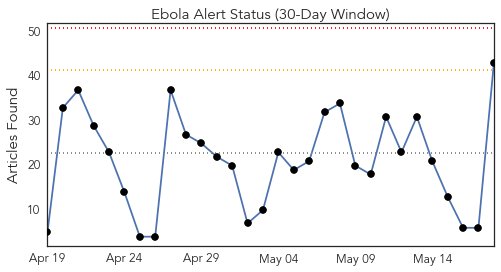 Ebola Alert Status (30-Day Window)
Articles Found
50
40
30
20
10
Apr 19 Apr 24 Apr 29 May 04 May 09 May 14